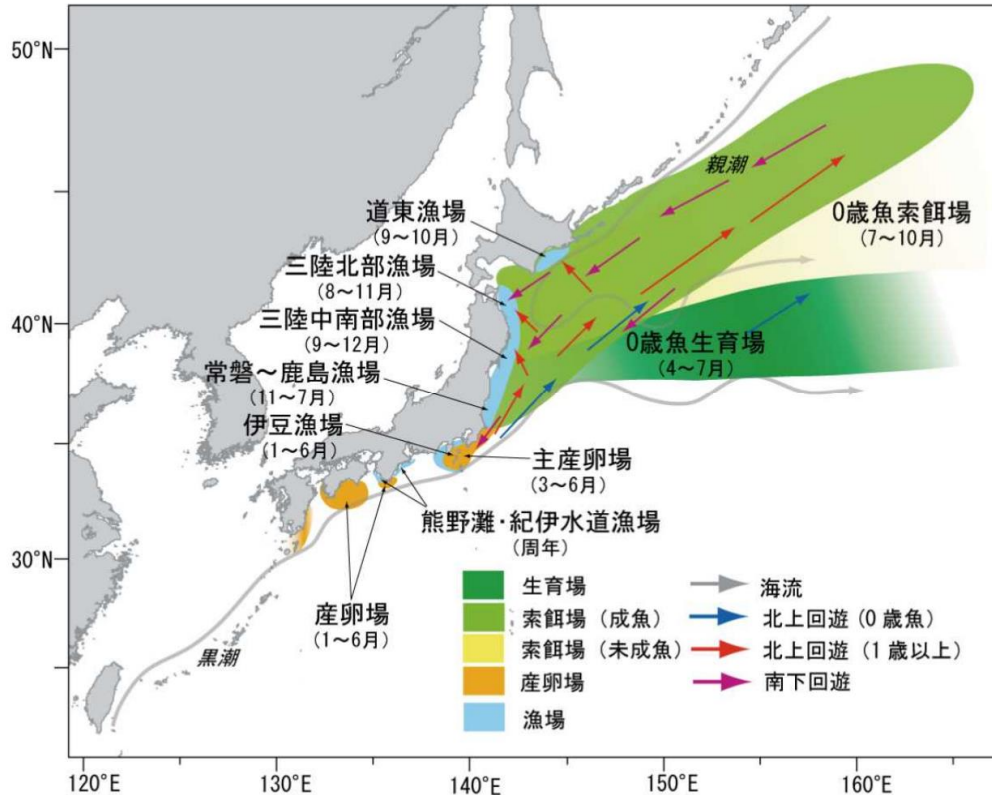 50°N
40°N
30°N
120°E
130°E
140°E
150°E
160°E
親潮
0歳魚索餌場
(7～10月)
道東漁場
(9～10月)
三陸北部漁場
(8～11月)
三陸中南部漁場
(9～12月)
0歳魚生育場
(4～7月)
常磐～鹿島漁場
(11～7月)
伊豆漁場
(1～6月)
主産卵場
(3～6月)
熊野灘・紀伊水道漁場
(周年)
産卵場
(1～6月)
黒潮
生育場
索餌場 (成魚)
索餌場 (未成魚)
産卵場
漁場
海流
北上回遊 (0 歳魚)
北上回遊 (1 歳以上)
南下回遊